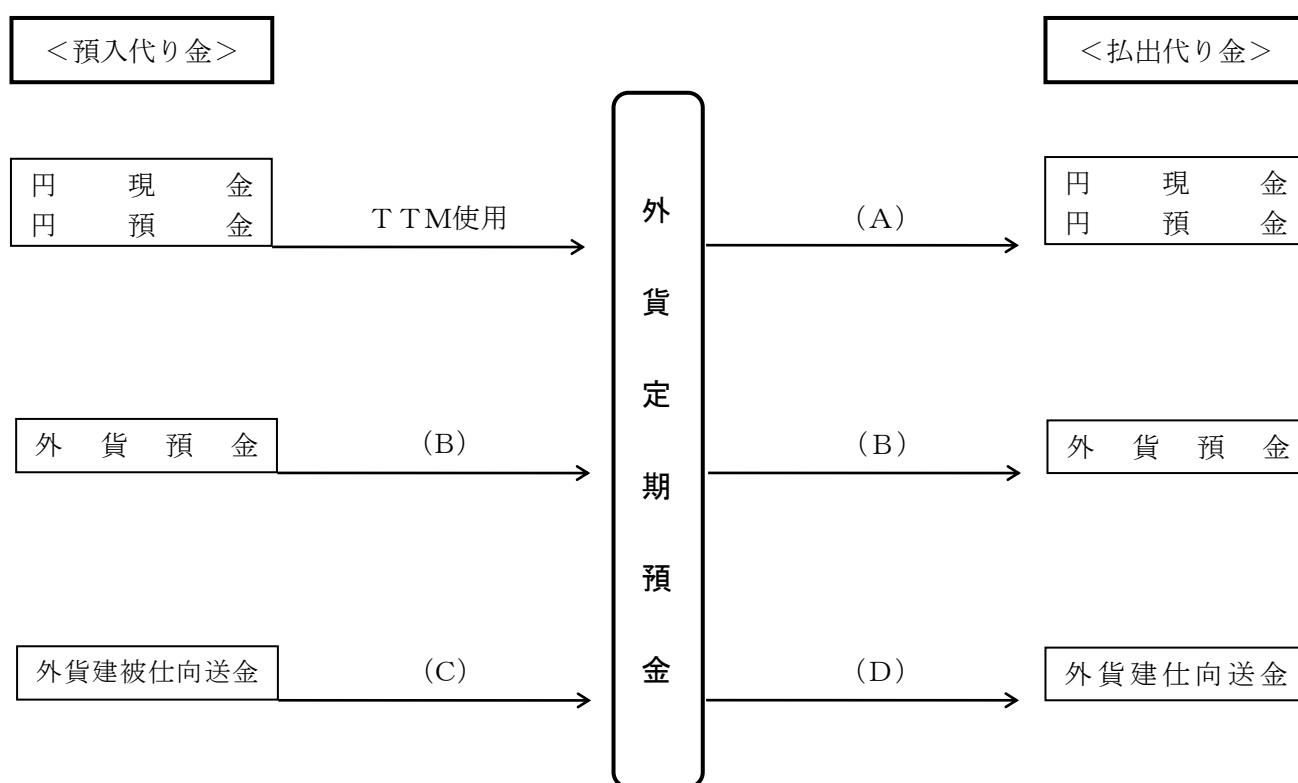 ＜預入代り金＞
＜払出代り金＞
円現金
円預金
ＴＴＭ使用
外貨定期預金
（A）
円現金
円預金
外貨預金
（B）
（B）
外貨預金
外貨建被仕向送金
（C）
（D）
外貨建仕向送金